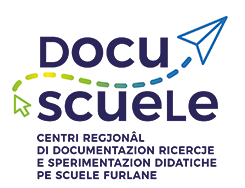 DOCU
SCUELE
CENTRI REGJONÂL
DI DOCUMENTAZION RICERCJE
E SPERIMENTAZION DIDATICHE
PE SCUELE FURLANE